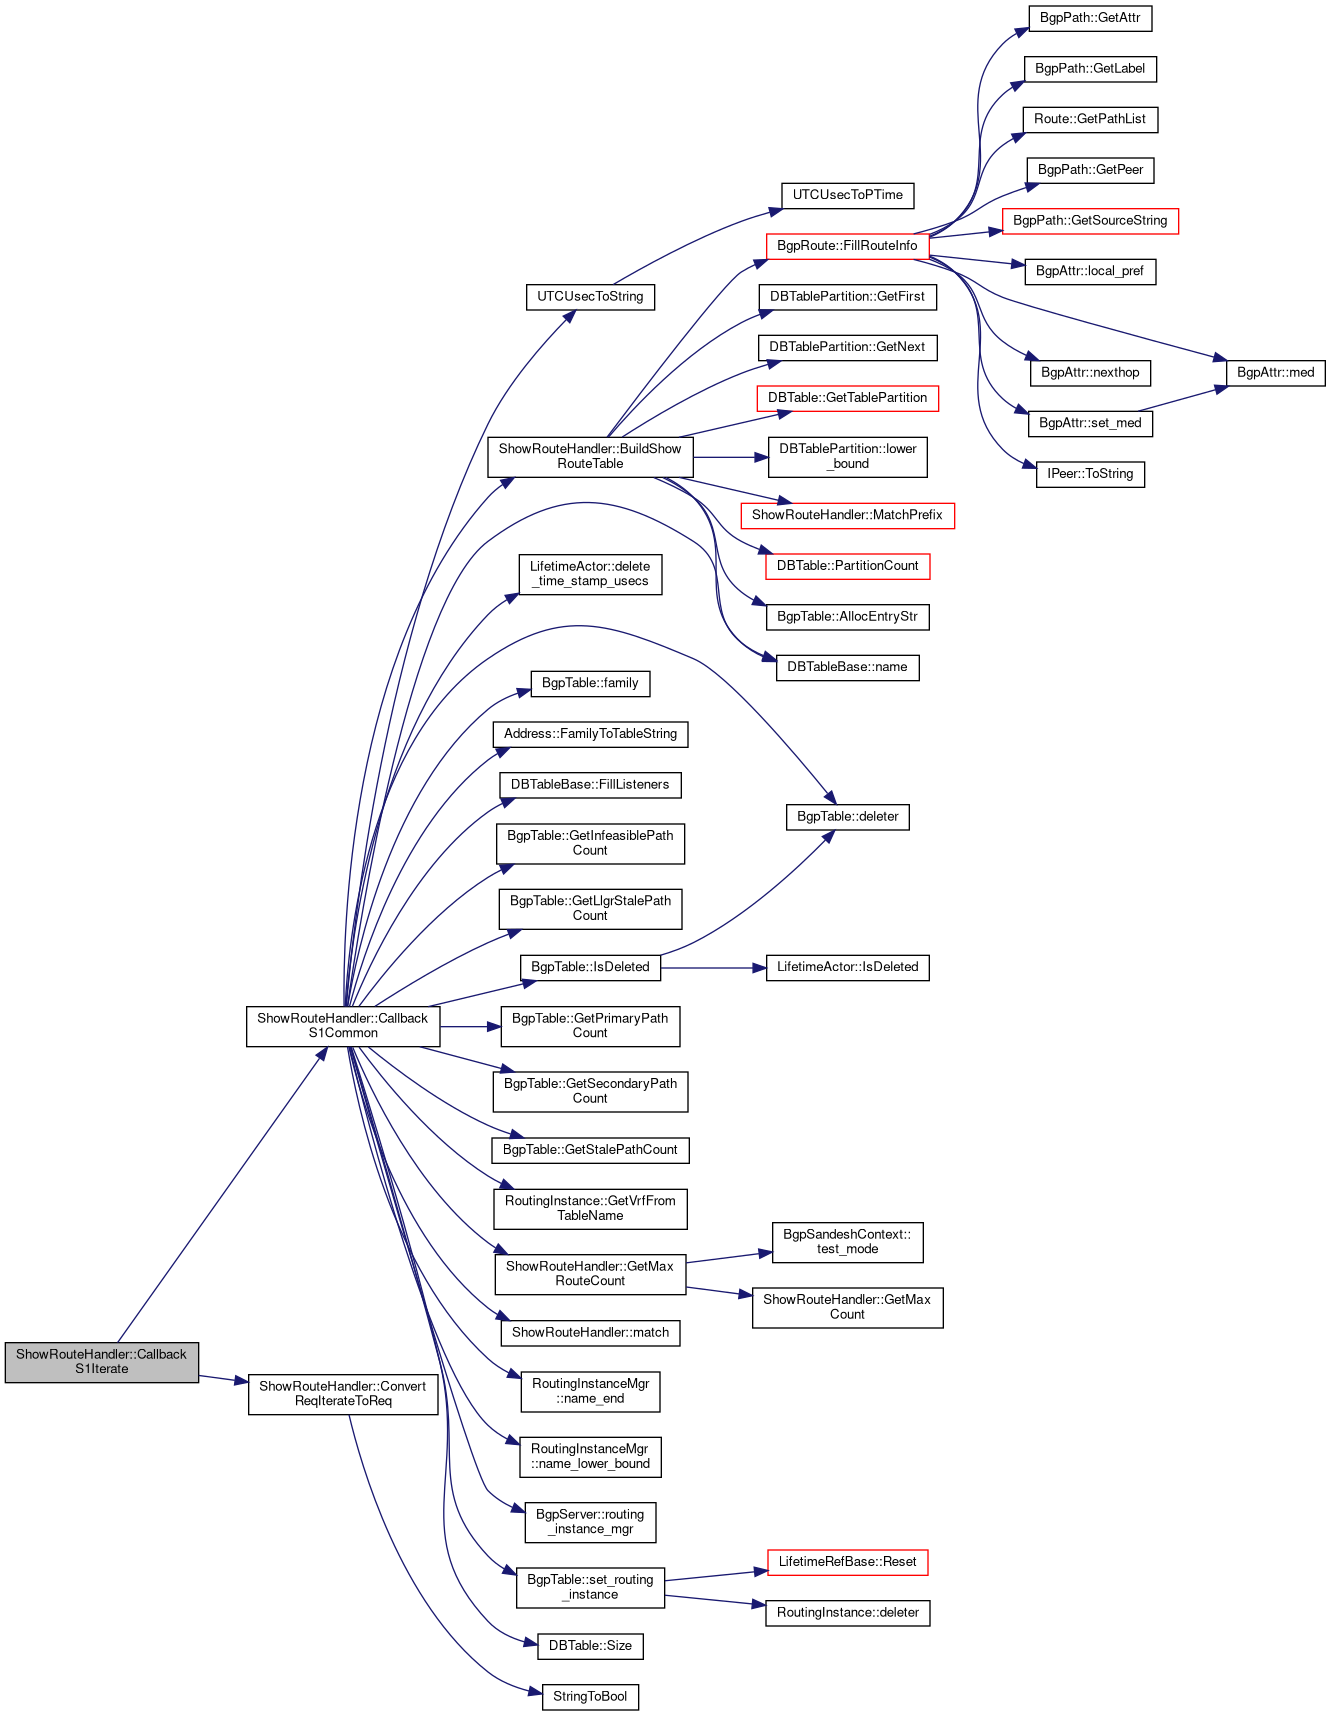 BgpPath::GetAttr
BgpPath::GetLabel
Route::GetPathList
BgpPath::GetPeer
UTCUsecToPTime
BgpPath::GetSourceString
BgpRoute::FillRouteInfo
BgpAttr::local_pref
UTCUsecToString
DBTablePartition::GetFirst
DBTablePartition::GetNext
BgpAttr::nexthop
BgpAttr::med
DBTable::GetTablePartition
BgpAttr::set_med
ShowRouteHandler::BuildShow
RouteTable
DBTablePartition::lower
_bound
IPeer::ToString
ShowRouteHandler::MatchPrefix
LifetimeActor::delete
_time_stamp_usecs
DBTable::PartitionCount
BgpTable::AllocEntryStr
DBTableBase::name
BgpTable::family
Address::FamilyToTableString
DBTableBase::FillListeners
BgpTable::deleter
BgpTable::GetInfeasiblePath
Count
BgpTable::GetLlgrStalePath
Count
BgpTable::IsDeleted
LifetimeActor::IsDeleted
ShowRouteHandler::Callback
S1Common
BgpTable::GetPrimaryPath
Count
BgpTable::GetSecondaryPath
Count
BgpTable::GetStalePathCount
RoutingInstance::GetVrfFrom
TableName
BgpSandeshContext::
test_mode
ShowRouteHandler::GetMax
RouteCount
ShowRouteHandler::GetMax
Count
ShowRouteHandler::match
ShowRouteHandler::Callback
S1Iterate
ShowRouteHandler::Convert
ReqIterateToReq
RoutingInstanceMgr
::name_end
RoutingInstanceMgr
::name_lower_bound
BgpServer::routing
_instance_mgr
LifetimeRefBase::Reset
BgpTable::set_routing
_instance
RoutingInstance::deleter
DBTable::Size
StringToBool